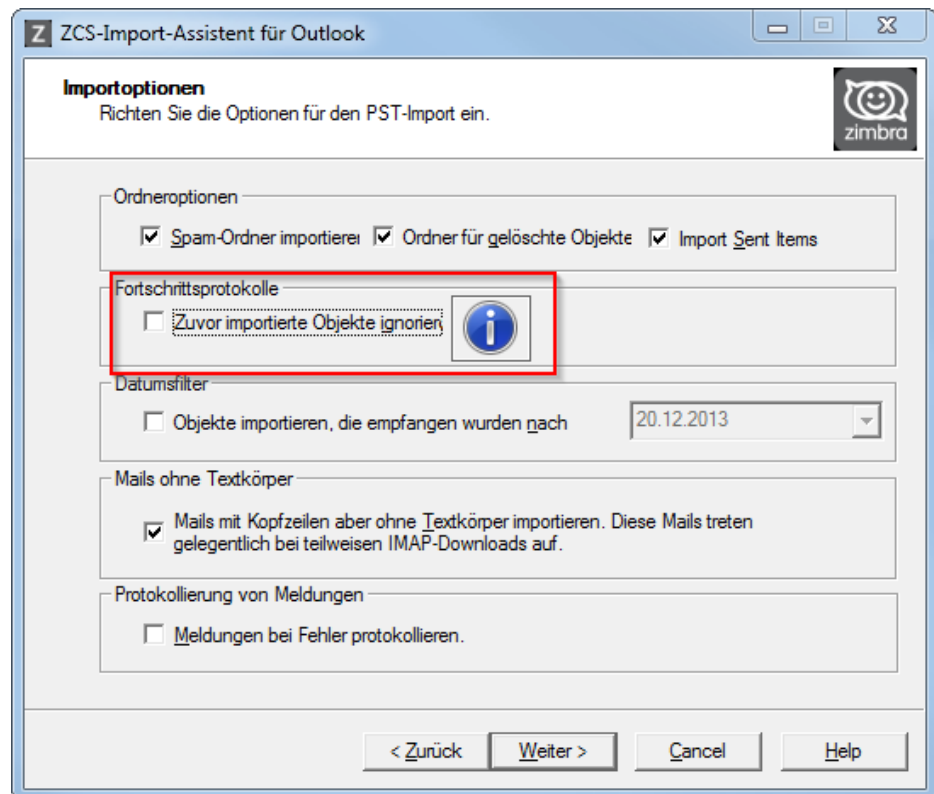 Z ZCS-Import-Assistent für Outlook
Importoptionen
Richten Sie die Optionen für den PST-Import ein.
zimbra
Ordneroptionen
Spam-Ordner importieren Ordner für gelöschte Objekte Import Sent Items
Fortschrittsprotokolle
Zuvor importierte Objekte ignorier
Datumsfilter
Objekte importieren, die empfangen wurden nach 20.12.2013
Mails ohne Textkörper
Mails mit Kopfzeilen aber ohne Textkörper importieren. Diese Mails treten
gelegentlich bei teilweisen IMAP-Downloads auf.
Protokollierung von Meldungen
Meldungen bei Fehler protokollieren.
< Zurück Weiter > Cancel Help